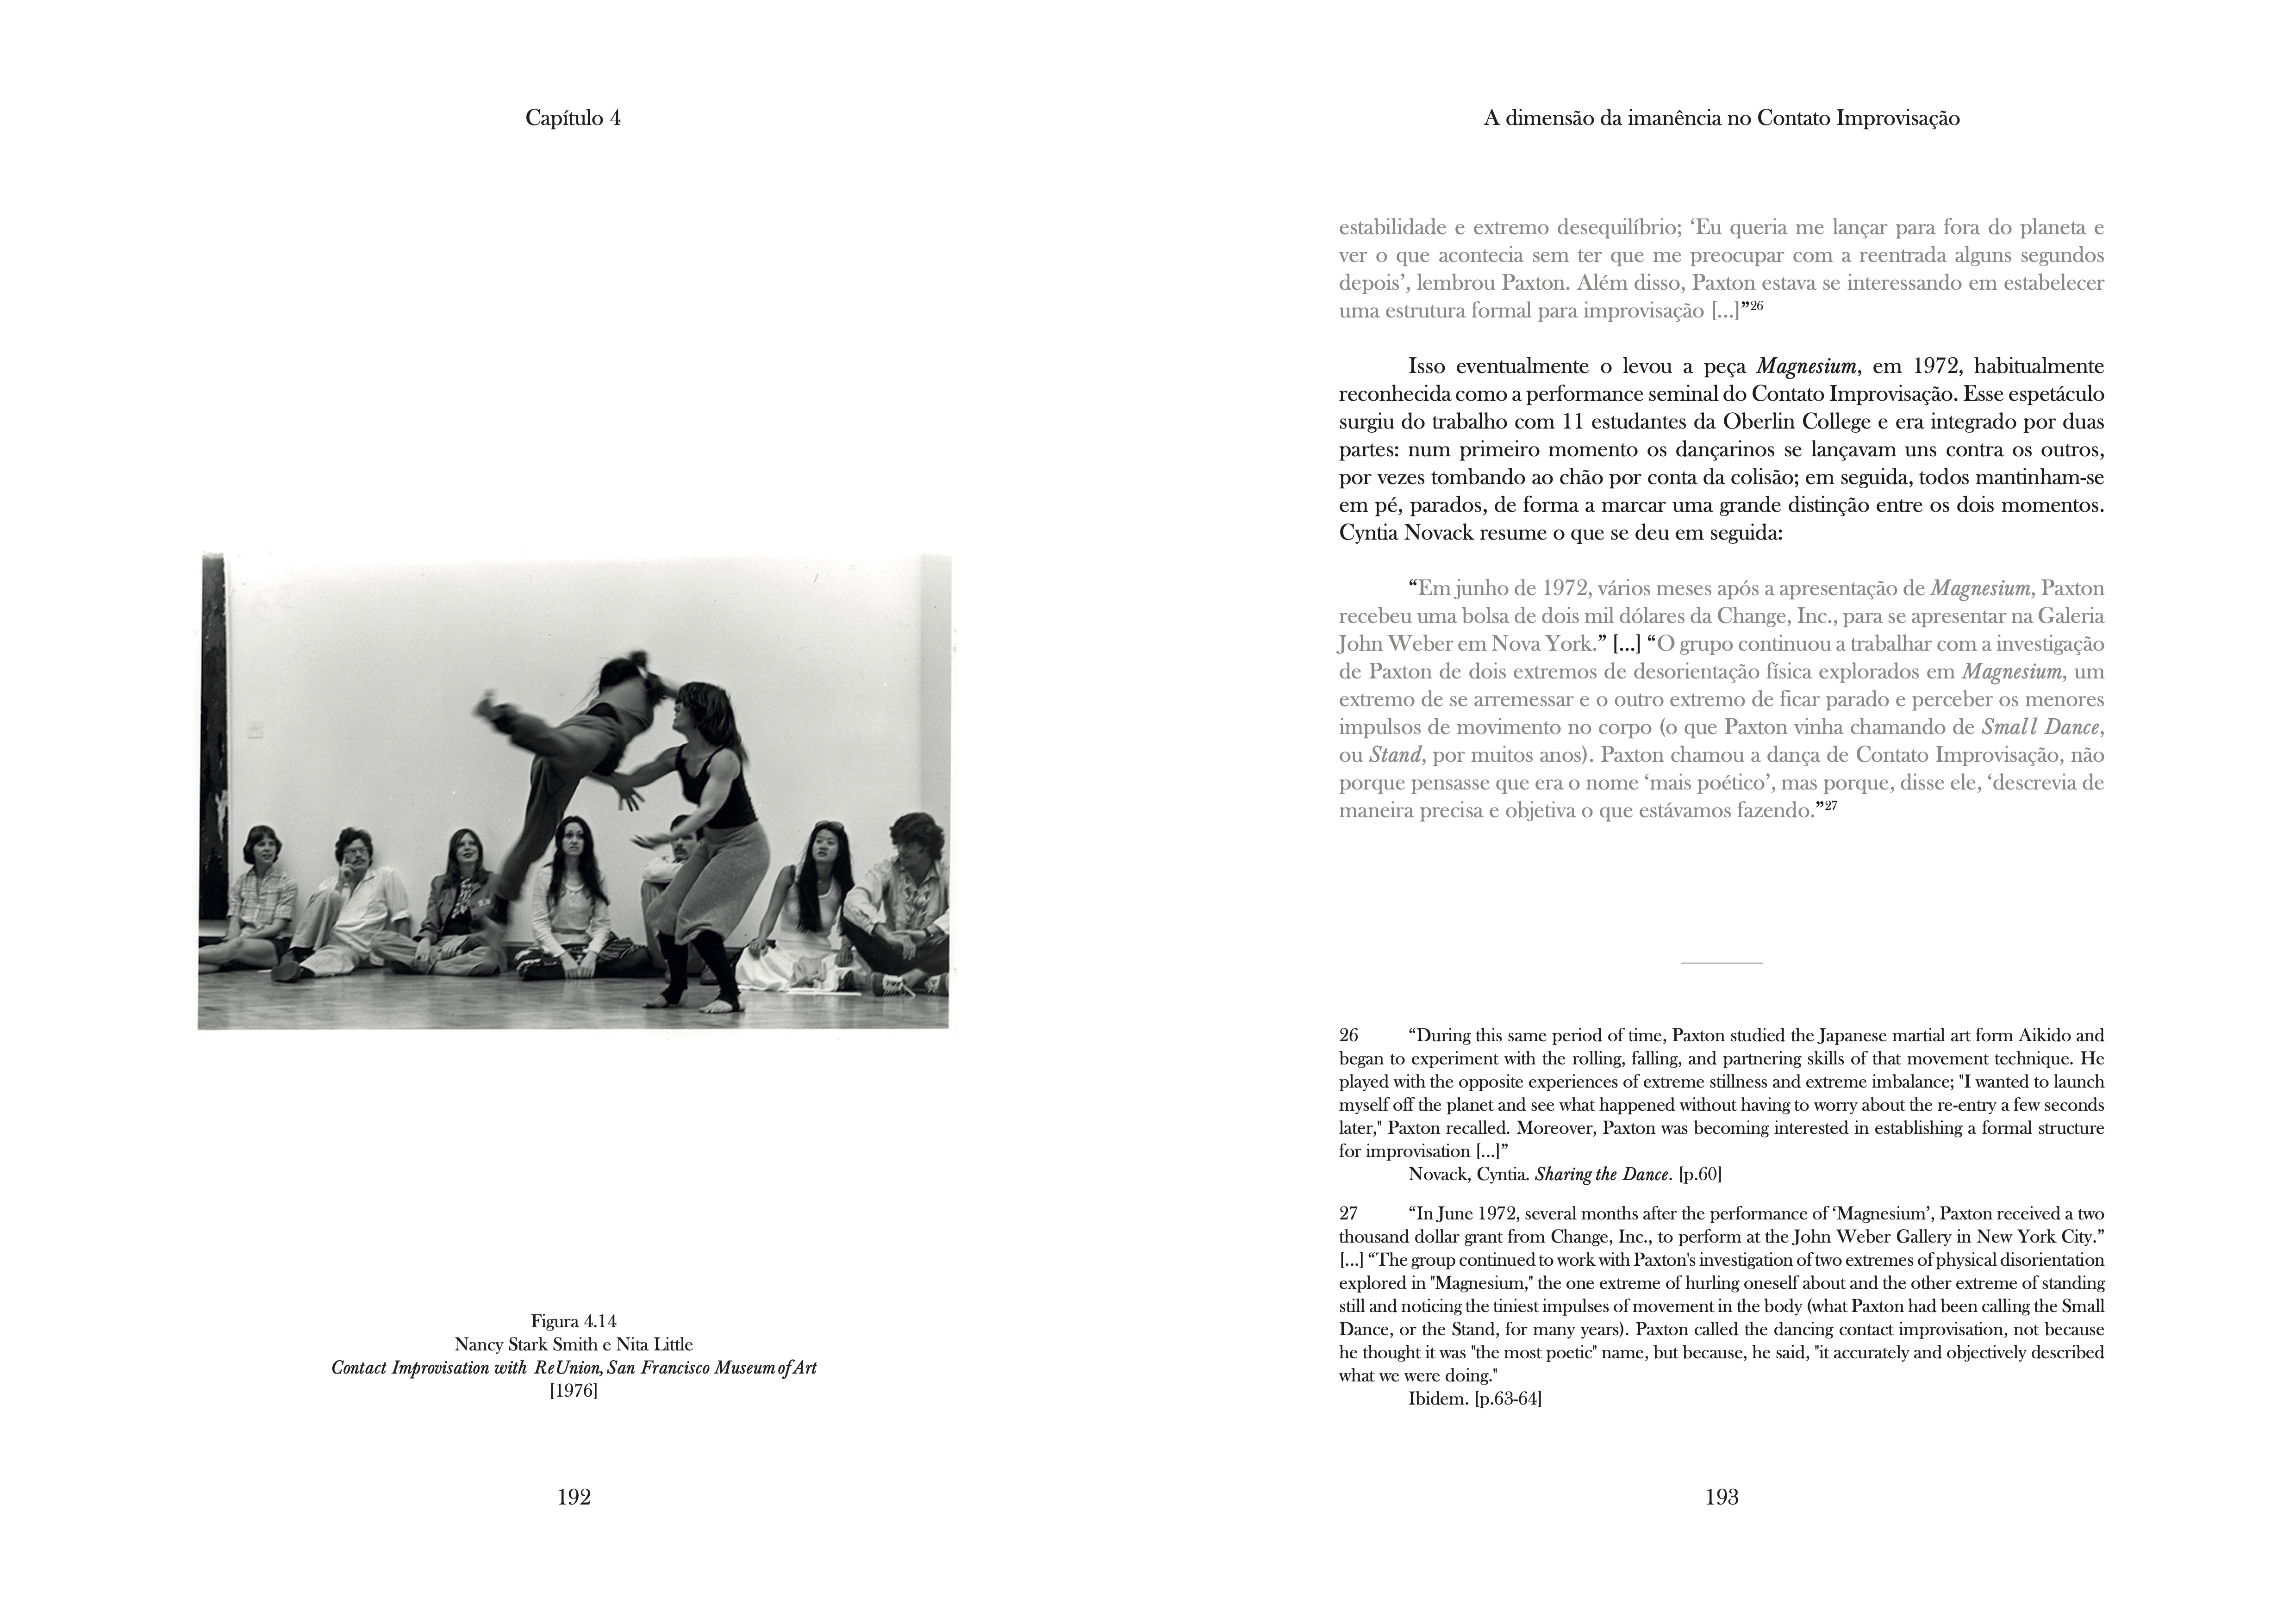 Capítulo 4
Figura 4.14
Nancy Stark Smith e Nita Little
Contact Improvisation with ReUnion, San Francisco Museum of Art
[1976]
192
A dimensão da imanência no Contato Improvisação
estabilidade e extremo desequilíbrio; ‘Eu queria me lançar para fora do planeta e
ver o que acontecia sem ter que me preocupar com a reentrada alguns segundos
depois’, lembrou Paxton. Além disso, Paxton estava se interessando em estabelecer
uma estrutura formal para improvisação [...]”26
Isso eventualmente o levou a peça Magnesium, em 1972, habitualmente
reconhecida como a performance seminal do Contato Improvisação. Esse espetáculo
surgiu do trabalho com 11 estudantes da Oberlin College e era integrado por duas
partes: num primeiro momento os dançarinos se lançavam uns contra os outros,
por vezes tombando ao chão por conta da colisão; em seguida, todos mantinham-se
em pé, parados, de forma a marcar uma grande distinção entre os dois momentos.
Cyntia Novack resume o que se deu em seguida:
“Em junho de 1972, vários meses após a apresentação de Magnesium, Paxton
recebeu uma bolsa de dois mil dólares da Change, Inc., para se apresentar na Galeria
John Weber em Nova York.” [...] “O grupo continuou a trabalhar com a investigação
de Paxton de dois extremos de desorientação física explorados em Magnesium, um
extremo de se arremessar e o outro extremo de ficar parado e perceber os menores
impulsos de movimento no corpo (o que Paxton vinha chamando de Small Dance,
ou Stand, por muitos anos). Paxton chamou a dança de Contato Improvisação, não
porque pensasse que era o nome ‘mais poético’, mas porque, disse ele, ‘descrevia de
maneira precisa e objetiva o que estávamos fazendo.”27
26 “During this same period of time, Paxton studied the Japanese martial art form Aikido and
began to experiment with the rolling, falling, and partnering skills of that movement technique. He
played with the opposite experiences of extreme stillness and extreme imbalance; "I wanted to launch
myself off the planet and see what happened without having to worry about the re-entry a few seconds
later," Paxton recalled. Moreover, Paxton was becoming interested in establishing a formal structure
for improvisation [...]”
Novack, Cyntia. Sharing the Dance. [p.60]
27 “In June 1972, several months after the performance of ‘Magnesium’, Paxton received a two
thousand dollar grant from Change, Inc., to perform at the John Weber Gallery in New York City.”
[...] “The group continued to work with Paxton's investigation of two extremes of physical disorientation
explored in "Magnesium," the one extreme of hurling oneself about and the other extreme of standing
still and noticing the tiniest impulses of movement in the body (what Paxton had been calling the Small
Dance, or the Stand, for many years). Paxton called the dancing contact improvisation, not because
he thought it was "the most poetic" name, but because, he said, "it accurately and objectively described
what we were doing."
Ibidem. [p.63-64]
193